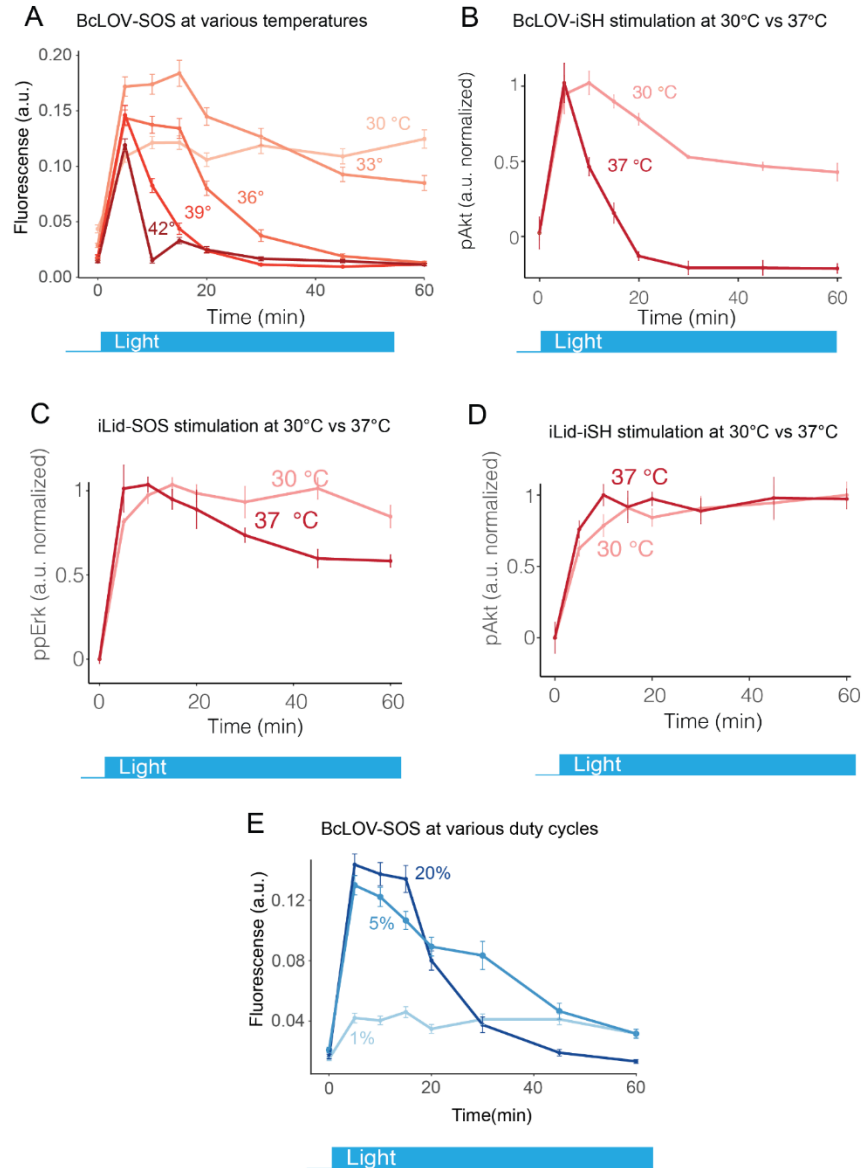 A
BcLOV-SOS at various temperatures
Fluorescense (a.u.)
0.20
0.15
0.10
0.05
0.00
30 °C
33°
36°
39°
42°
0
20
40
60
Time (min)
Light
B
BcLOV-iSH stimulation at 30°C vs 37°C
pAkt (a.u. normalized)
1
0.5
0
30 °C
37 °C
0
20
40
60
Time (min)
Light
C
iLid-SOS stimulation at 30°C vs 37°C
ppErk (a.u. normalized)
1
0.5
0
30 °C
37 °C
0
20
40
60
Time (min)
Light
D
iLid-iSH stimulation at 30°C vs 37°C
pAkt (a.u. normalized)
1
0.5
0
37 °C
30 °C
0
20
40
60
Time (min)
Light
E
BcLOV-SOS at various duty cycles
Fluorescense (a.u.)
0.12
0.08
0.04
20%
5%
1%
0
20
40
60
Time(min)
Light